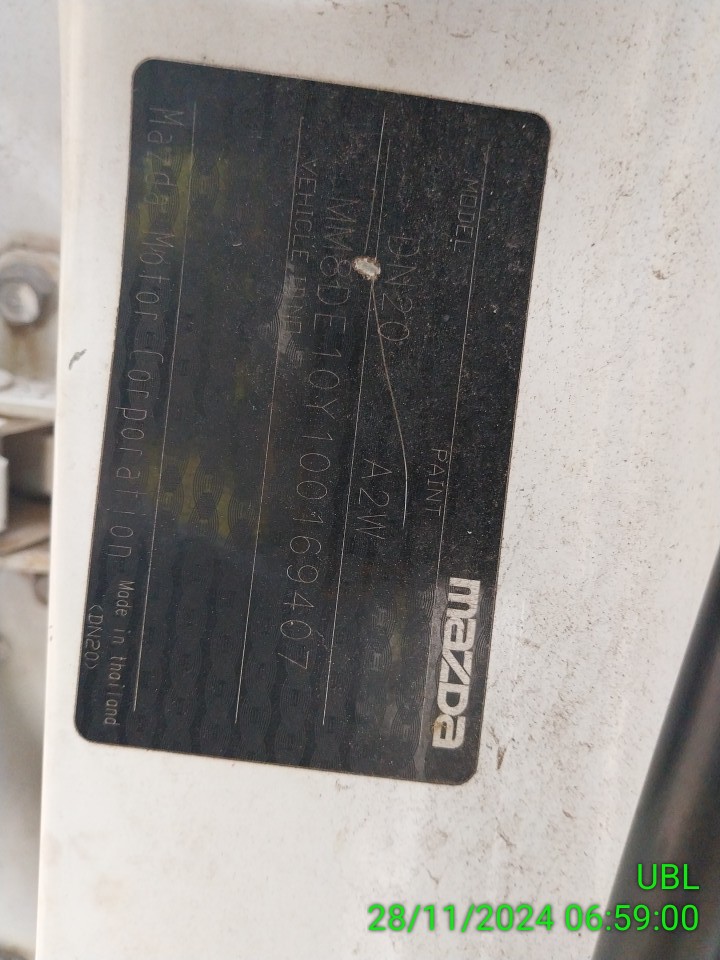 mazda
MODEL PAINT
DN20 A2W
MM8DE10Y100169407
VEHICLE IDNT
Mazda Motor Corporation Made in thailand
<DN20>
UBL
28/11/2024 06:59:00